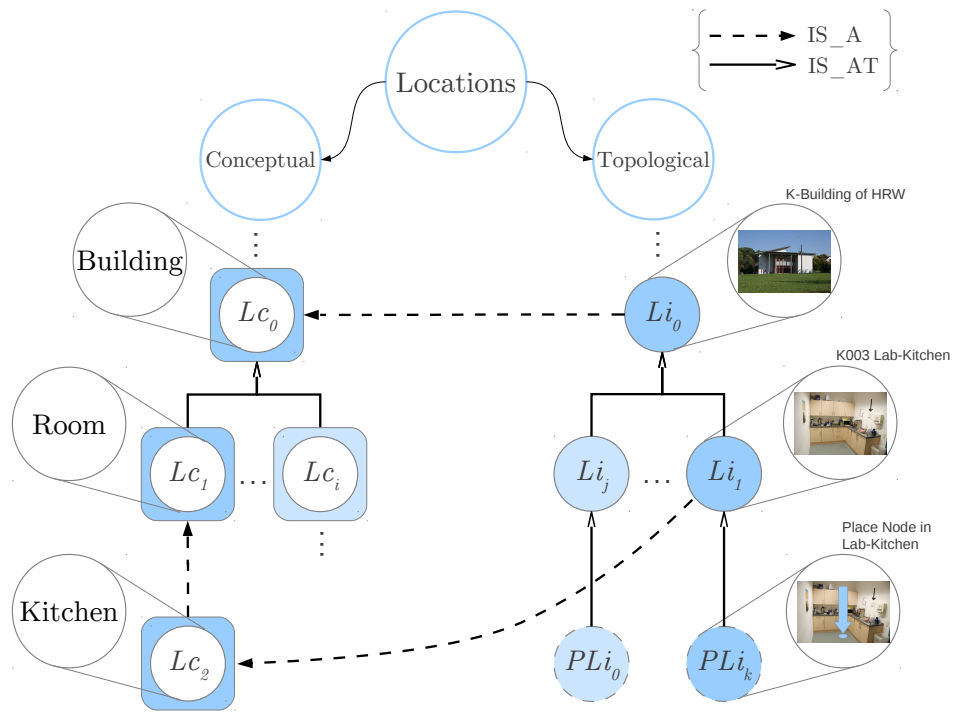 IS_A
IS_AT
Locations
Conceptual
Topological
K-Building of HRW
Building
Lc0
Li0
K003 Lab-Kitchen
Room
Lc1
...
Lci
Lij
...
Li1
Place Node in
Lab-Kitchen
Kitchen
Lc2
PLi0
PLik